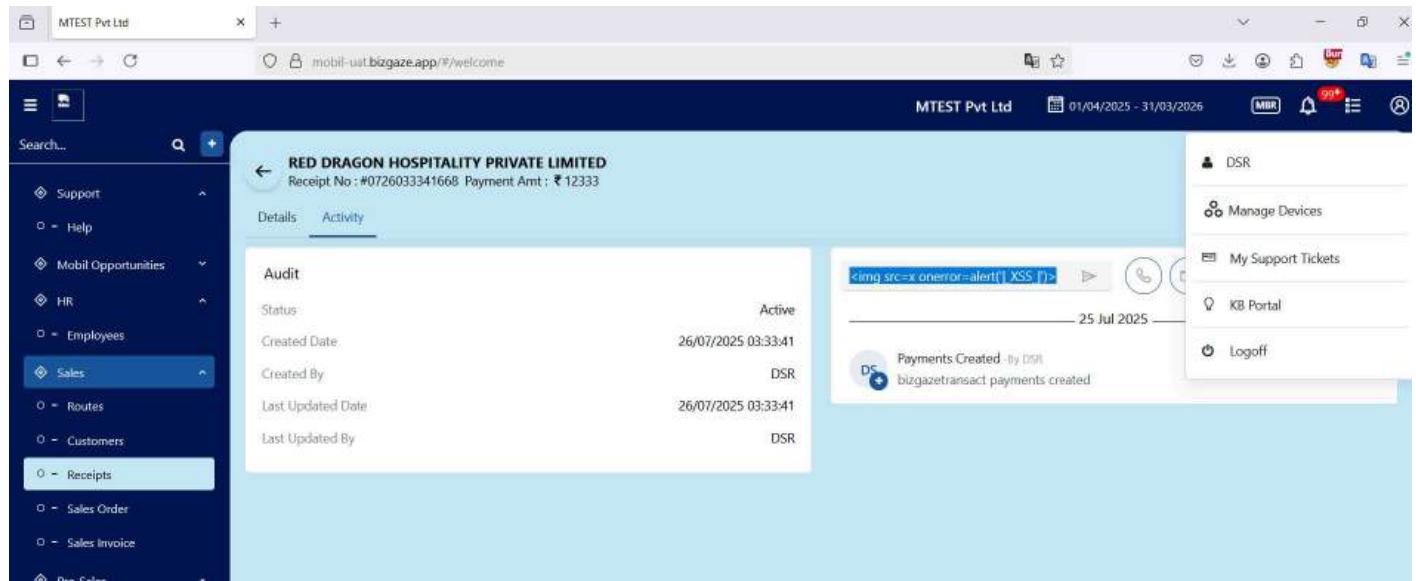 MTEST Pvt Ltd
mobil-uat.bizgaze.app/#/welcome
MTEST Pvt Ltd
01/04/2025 - 31/03/2026
MBR
99+
Search...
Support
Help
Mobil Opportunities
HR
Employees
Sales
Routes
Customers
Receipts
Sales Order
Sales Invoice
Pre Sales
RED DRAGON HOSPITALITY PRIVATE LIMITED
Receipt No : #0726033341668 Payment Amt : ₹ 12333
Details Activity
Audit
Status Active
Created Date 26/07/2025 03:33:41
Created By DSR
Last Updated Date 26/07/2025 03:33:41
Last Updated By DSR
<img src=x onerror=alert('[_XSS_]')>
25 Jul 2025
DS
Payments Created -By DSR
bizgazetransact payments created
DSR
Manage Devices
My Support Tickets
KB Portal
Logoff